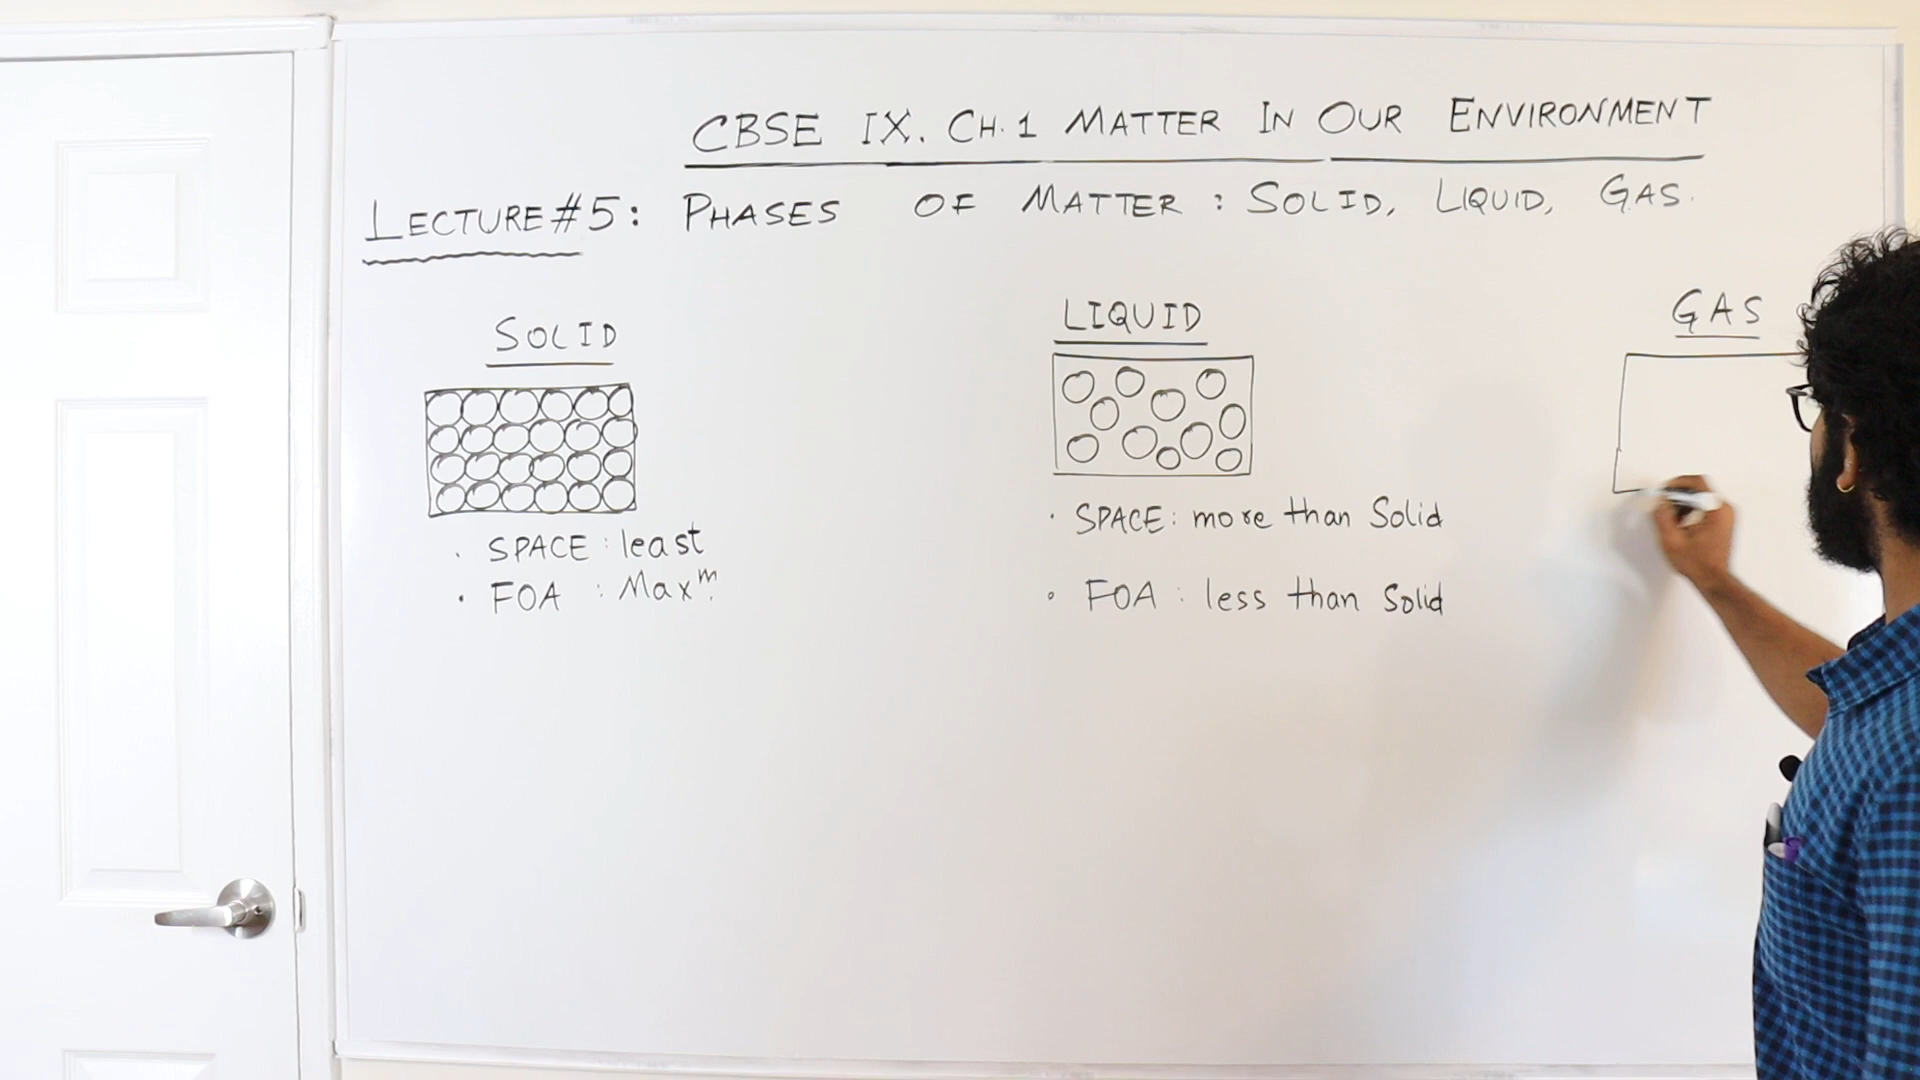 CBSE IX. CH. 1 MATTER IN OUR ENVIRONMENT
LECTURE #5: PHASES OF MATTER : SOLID, LIQUID, GAS.
SOLID
· SPACE : least
· FOA : Maxᵐ.
LIQUID
· SPACE : more than Solid
· FOA : less than Solid
GAS